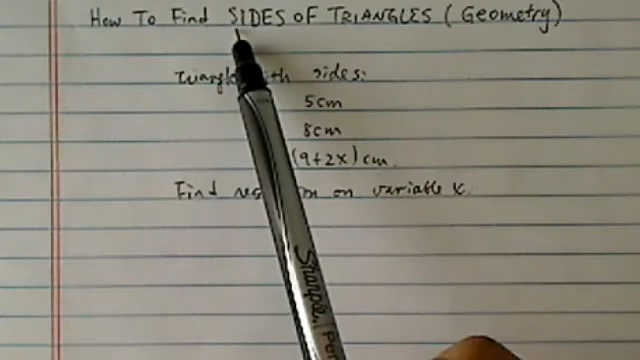 How To Find SIDES OF TRIANGLES (Geometry)
sides:
5cm
8cm
(9+2x)cm
Find on variable x.
Sharpie